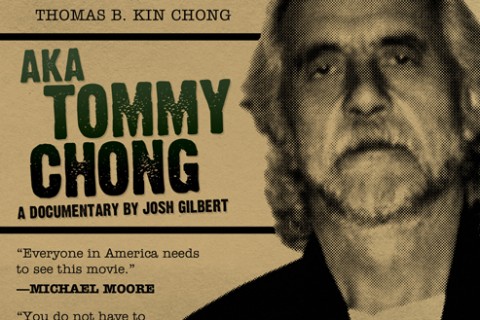 THOMAS B. KIN CHONG
AKA
TOMMY
CHONG
A DOCUMENTARY BY JOSH GILBERT
“Everyone in America needs
to see this movie.”
—MICHAEL MOORE
“You do not have to